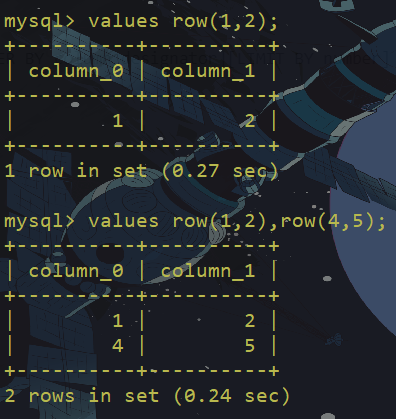 mysql> values row(1,2);
+----------+----------+
| column_0 | column_1 |
+----------+----------+
|        1 |        2 |
+----------+----------+
1 row in set (0.27 sec)
mysql> values row(1,2),row(4,5);
+----------+----------+
| column_0 | column_1 |
+----------+----------+
|        1 |        2 |
|        4 |        5 |
+----------+----------+
2 rows in set (0.24 sec)